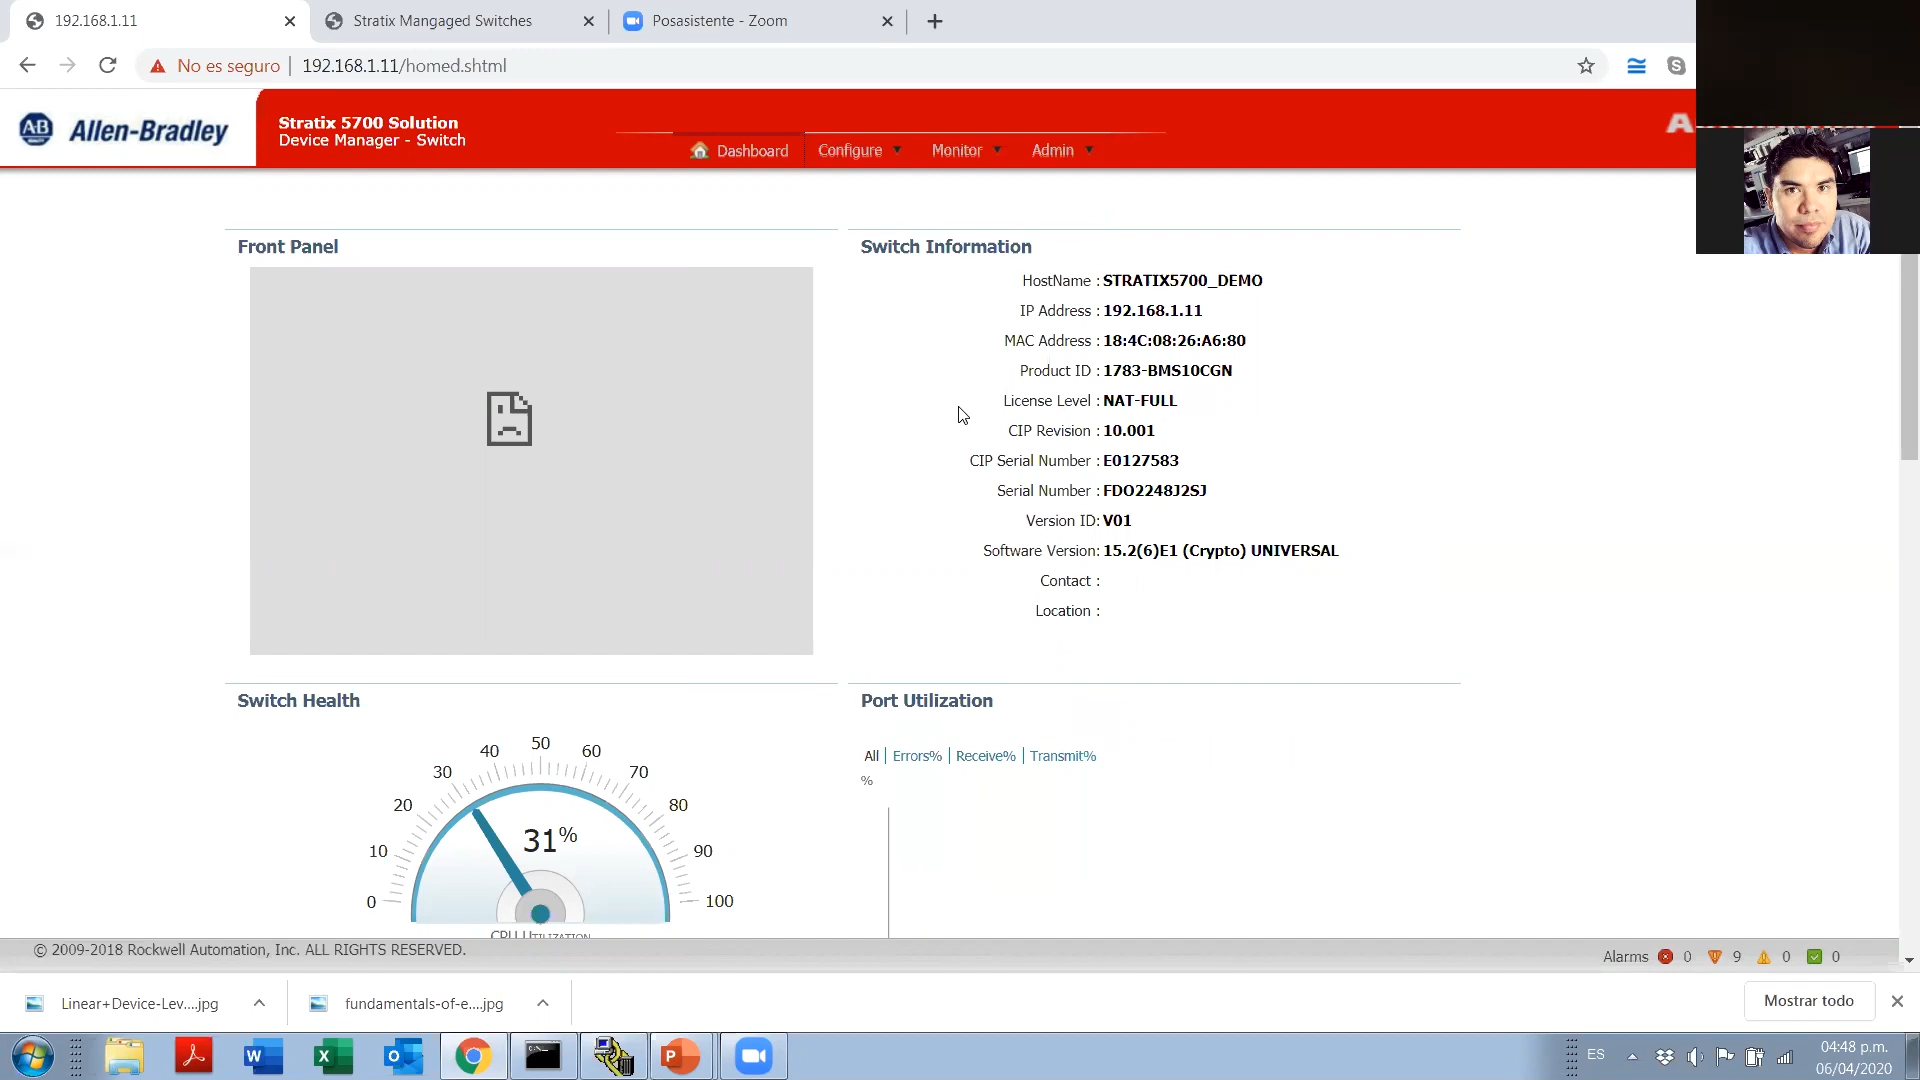 192.168.1.11
Stratix Mangaged Switches
Posasistente - Zoom
No es seguro
192.168.1.11/homed.shtml
AB Allen-Bradley
Stratix 5700 Solution
Device Manager - Switch
Dashboard
Configure
Monitor
Admin
A
Front Panel
Switch Information
HostName : STRATIX5700_DEMO
IP Address : 192.168.1.11
MAC Address : 18:4C:08:26:A6:80
Product ID : 1783-BMS10CGN
License Level : NAT-FULL
CIP Revision : 10.001
CIP Serial Number : E0127583
Serial Number : FDO2248J2SJ
Version ID: V01
Software Version: 15.2(6)E1 (Crypto) UNIVERSAL
Contact :
Location :
Switch Health
0
10
20
30
40
50
60
70
80
90
100
31%
CPU Utilization
Port Utilization
All | Errors% | Receive% | Transmit%
%
© 2009-2018 Rockwell Automation, Inc. ALL RIGHTS RESERVED.
Alarms 0 9 0 0
Linear+Device-Lev....jpg
fundamentals-of-e....jpg
Mostrar todo
ES
04:48 p.m.
06/04/2020